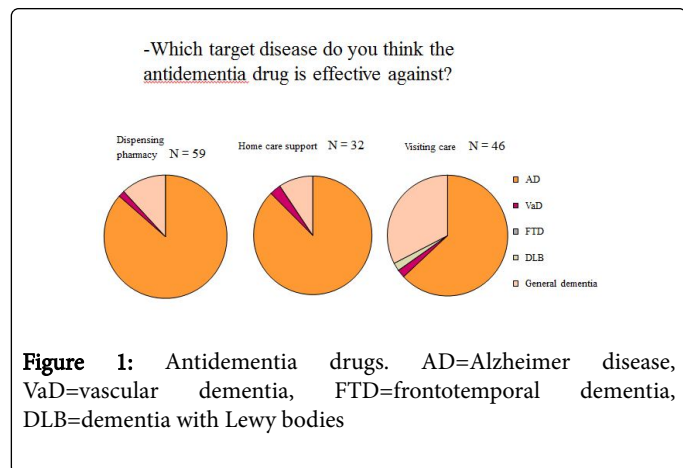 -Which target disease do you think the
antidementia drug is effective against?
Dispensing
pharmacy N = 59
Home care support N = 32
Visiting care N = 46
AD
VaD
FTD
DLB
General dementia
Figure 1: Antidementia drugs. AD=Alzheimer disease,
VaD=vascular dementia, FTD=frontotemporal dementia,
DLB=dementia with Lewy bodies